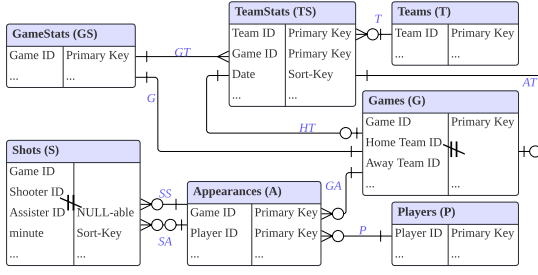 GameStats (GS)
Game ID Primary Key
... ...
TeamStats (TS)
Team ID Primary Key
Game ID Primary Key
Date Sort-Key
... ...
Teams (T)
Team ID Primary Key
... ...
T
GT
G
AT
HT
Games (G)
Game ID Primary Key
Home Team ID
Away Team ID
... ...
GA
Shots (S)
Game ID
Shooter ID
Assister ID NULL-able
minute Sort-Key
... ...
SS
SA
Appearances (A)
Game ID Primary Key
Player ID Primary Key
... ...
P
Players (P)
Player ID Primary Key
... ...